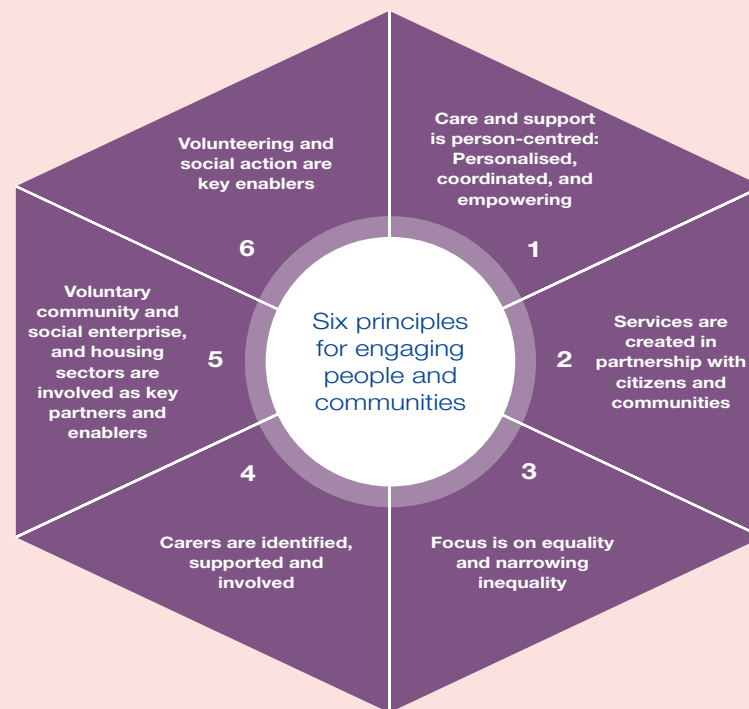 Six principles
for engaging
people and
communities
Care and support
is person-centred:
Personalised,
coordinated, and
empowering
1
Services are
created in
partnership with
citizens and
communities
2
Focus is on equality
and narrowing
inequality
3
Carers are identified,
supported and
involved
4
Voluntary
community and
social enterprise,
and housing
sectors are
involved as key
partners and
enablers
5
Volunteering and
social action are
key enablers
6